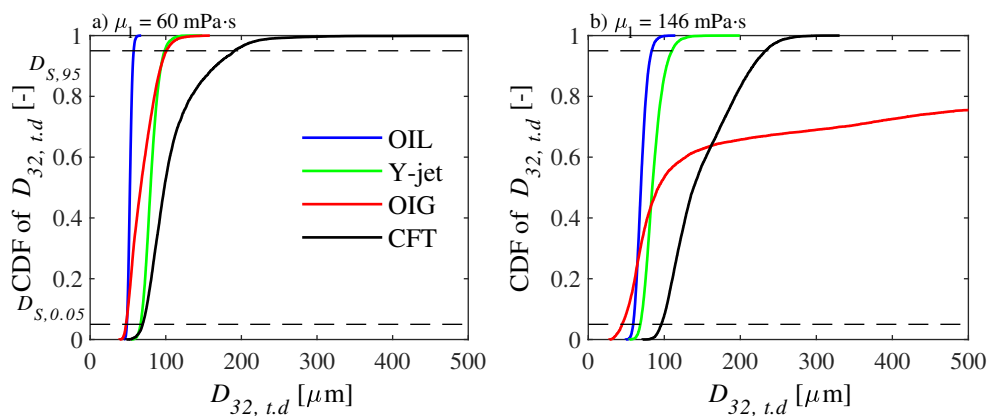 a) μ₁ = 60 mPa·s
CDF of D₃₂, t.d [-]
1
0.8
0.6
0.4
0.2
0
D_S,95
D_S,0.05
OIL
Y-jet
OIG
CFT
0 100 200 300 400 500
D₃₂, t.d [μm]
b) μ₁ = 146 mPa·s
CDF of D₃₂, t.d [-]
1
0.8
0.6
0.4
0.2
0
0 100 200 300 400 500
D₃₂, t.d [μm]